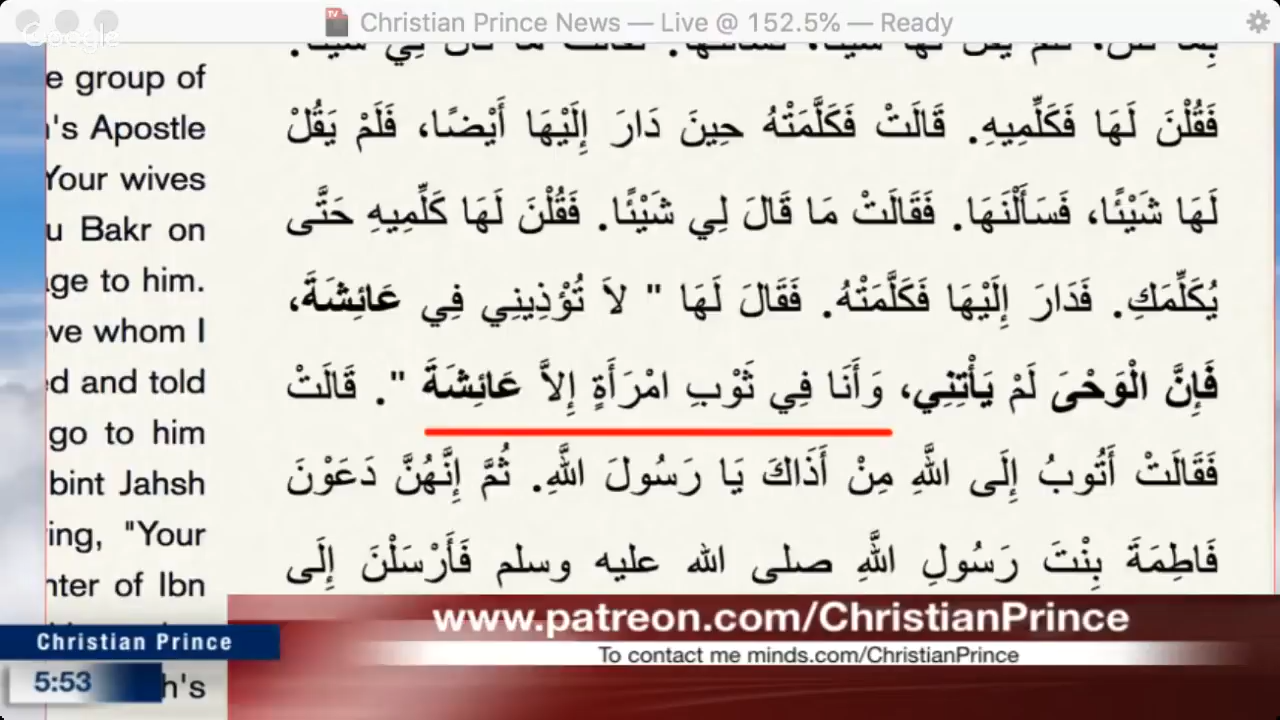 Christian Prince News — Live @ 152.5% — Ready
Google
e group of
's Apostle
Your wives
u Bakr on
ge to him.
ve whom I
ed and told
go to him
bint Jahsh
ing, "Your
nter of Ibn
h's
فَقُلْنَ لَهَا فَكَلِّمِيهِ. قَالَتْ فَكَلَّمَتْهُ حِينَ دَارَ إِلَيْهَا أَيْضًا، فَلَمْ يَقُلْ
لَهَا شَيْئًا، فَسَأَلْنَهَا. فَقَالَتْ مَا قَالَ لِي شَيْئًا. فَقُلْنَ لَهَا كَلِّمِيهِ حَتَّى
يُكَلِّمَكِ. فَدَارَ إِلَيْهَا فَكَلَّمَتْهُ. فَقَالَ لَهَا " لاَ تُؤْذِينِي فِي عَائِشَةَ،
فَإِنَّ الْوَحْىَ لَمْ يَأْتِنِي، وَأَنَا فِي ثَوْبِ امْرَأَةٍ إِلاَّ عَائِشَةَ ". قَالَتْ
فَقَالَتْ أَتُوبُ إِلَى اللَّهِ مِنْ أَذَاكَ يَا رَسُولَ اللَّهِ. ثُمَّ إِنَّهُنَّ دَعَوْنَ
فَاطِمَةَ بِنْتَ رَسُولِ اللَّهِ صلى الله عليه وسلم فَأَرْسَلْنَ إِلَى
www.patreon.com/ChristianPrince
To contact me minds.com/ChristianPrince
Christian Prince
5:53